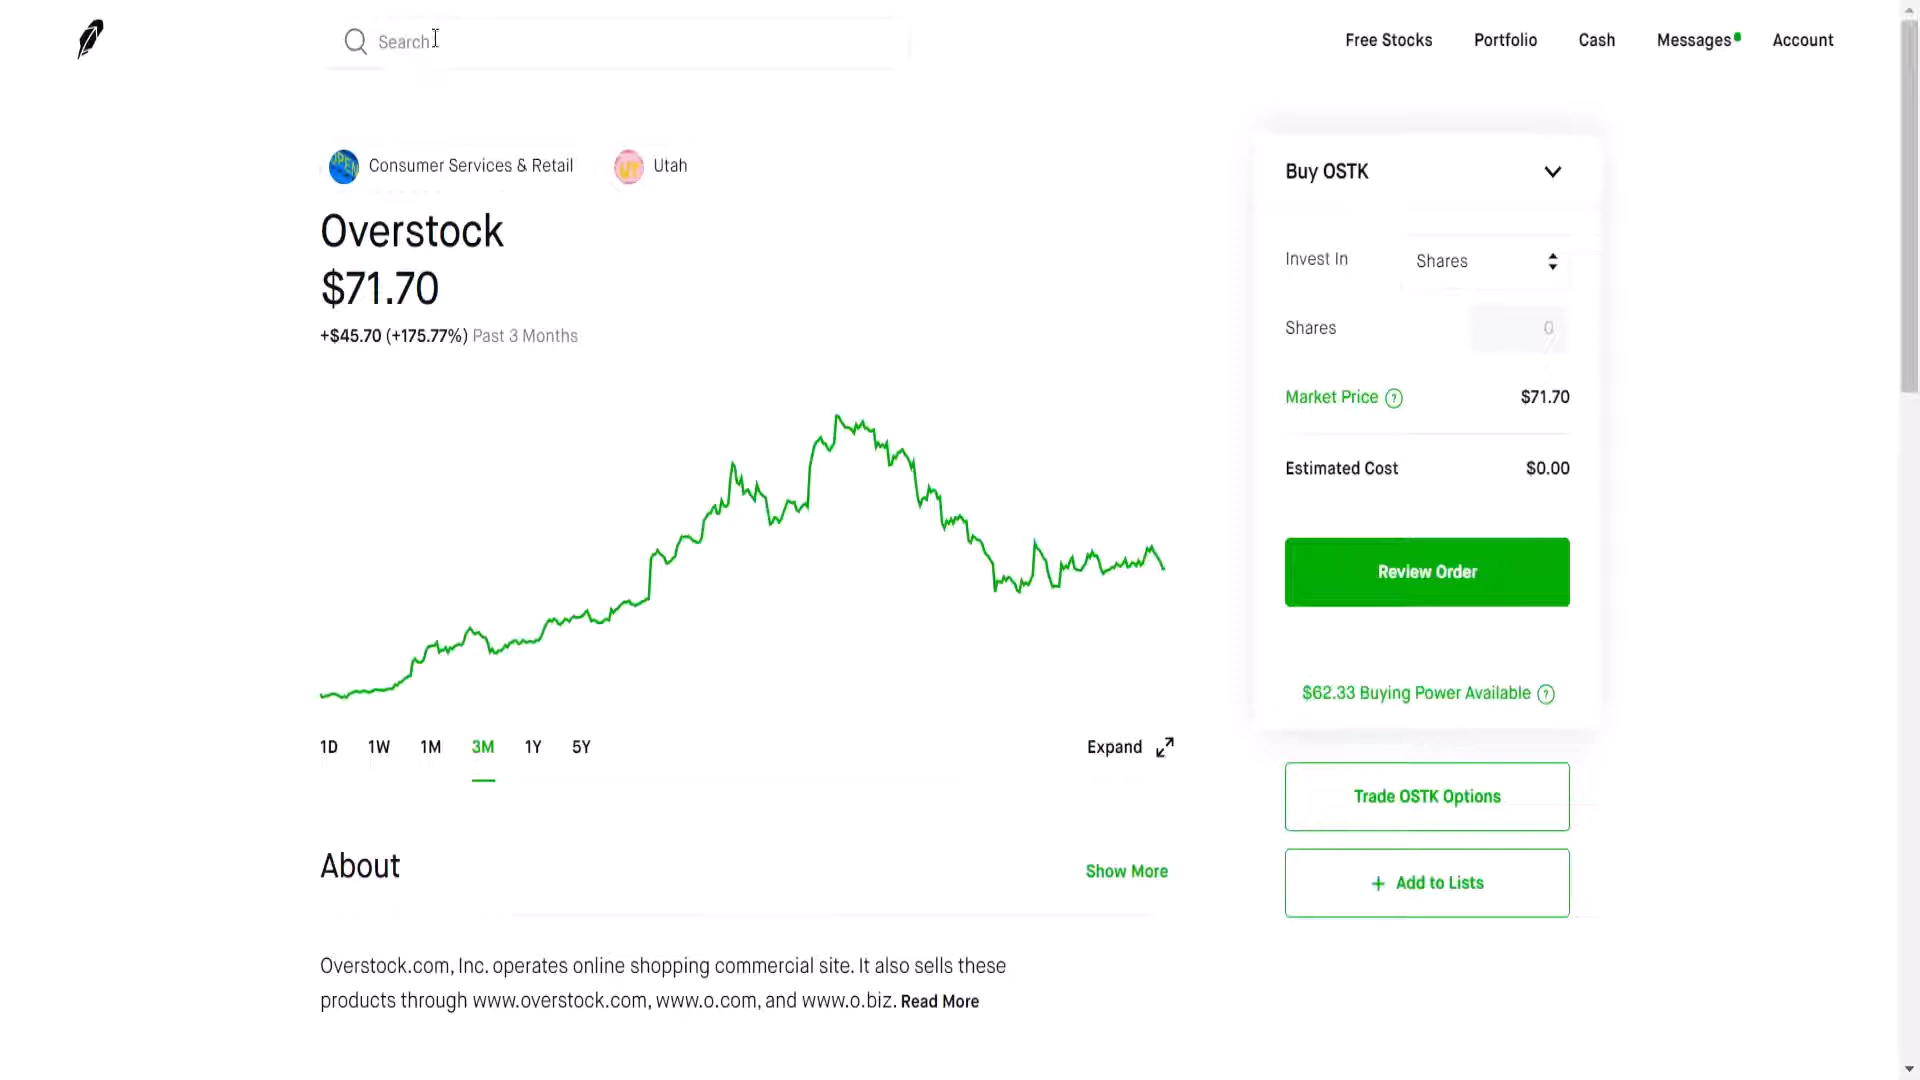 Search
Free Stocks
Portfolio
Cash
Messages
Account
OPEN
Consumer Services & Retail
UT
Utah
Overstock
$71.70
+$45.70 (+175.77%) Past 3 Months
1D
1W
1M
3M
1Y
5Y
Expand
About
Show More
Overstock.com, Inc. operates online shopping commercial site. It also sells these
products through www.overstock.com, www.o.com, and www.o.biz. Read More
Buy OSTK
Invest In
Shares
Shares
0
Market Price ?
$71.70
Estimated Cost
$0.00
Review Order
$62.33 Buying Power Available ?
Trade OSTK Options
+ Add to Lists